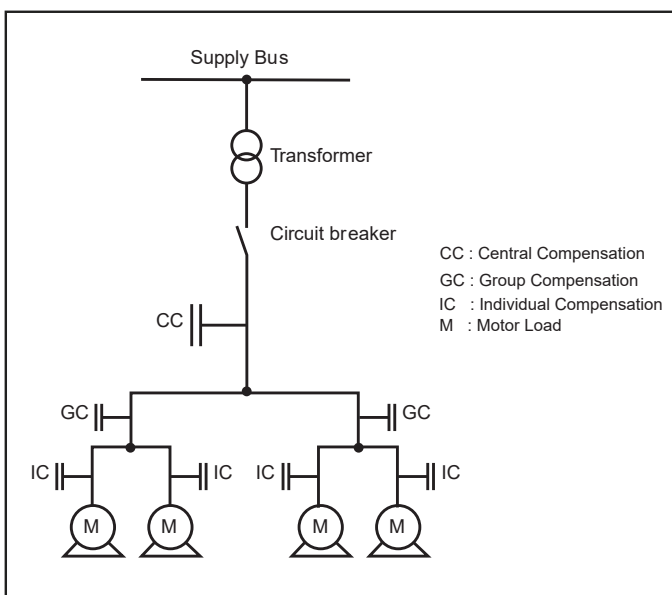 Supply Bus
Transformer
Circuit breaker
CC : Central Compensation
GC : Group Compensation
IC : Individual Compensation
M : Motor Load
CC
GC
GC
IC
IC
IC
IC
M
M
M
M